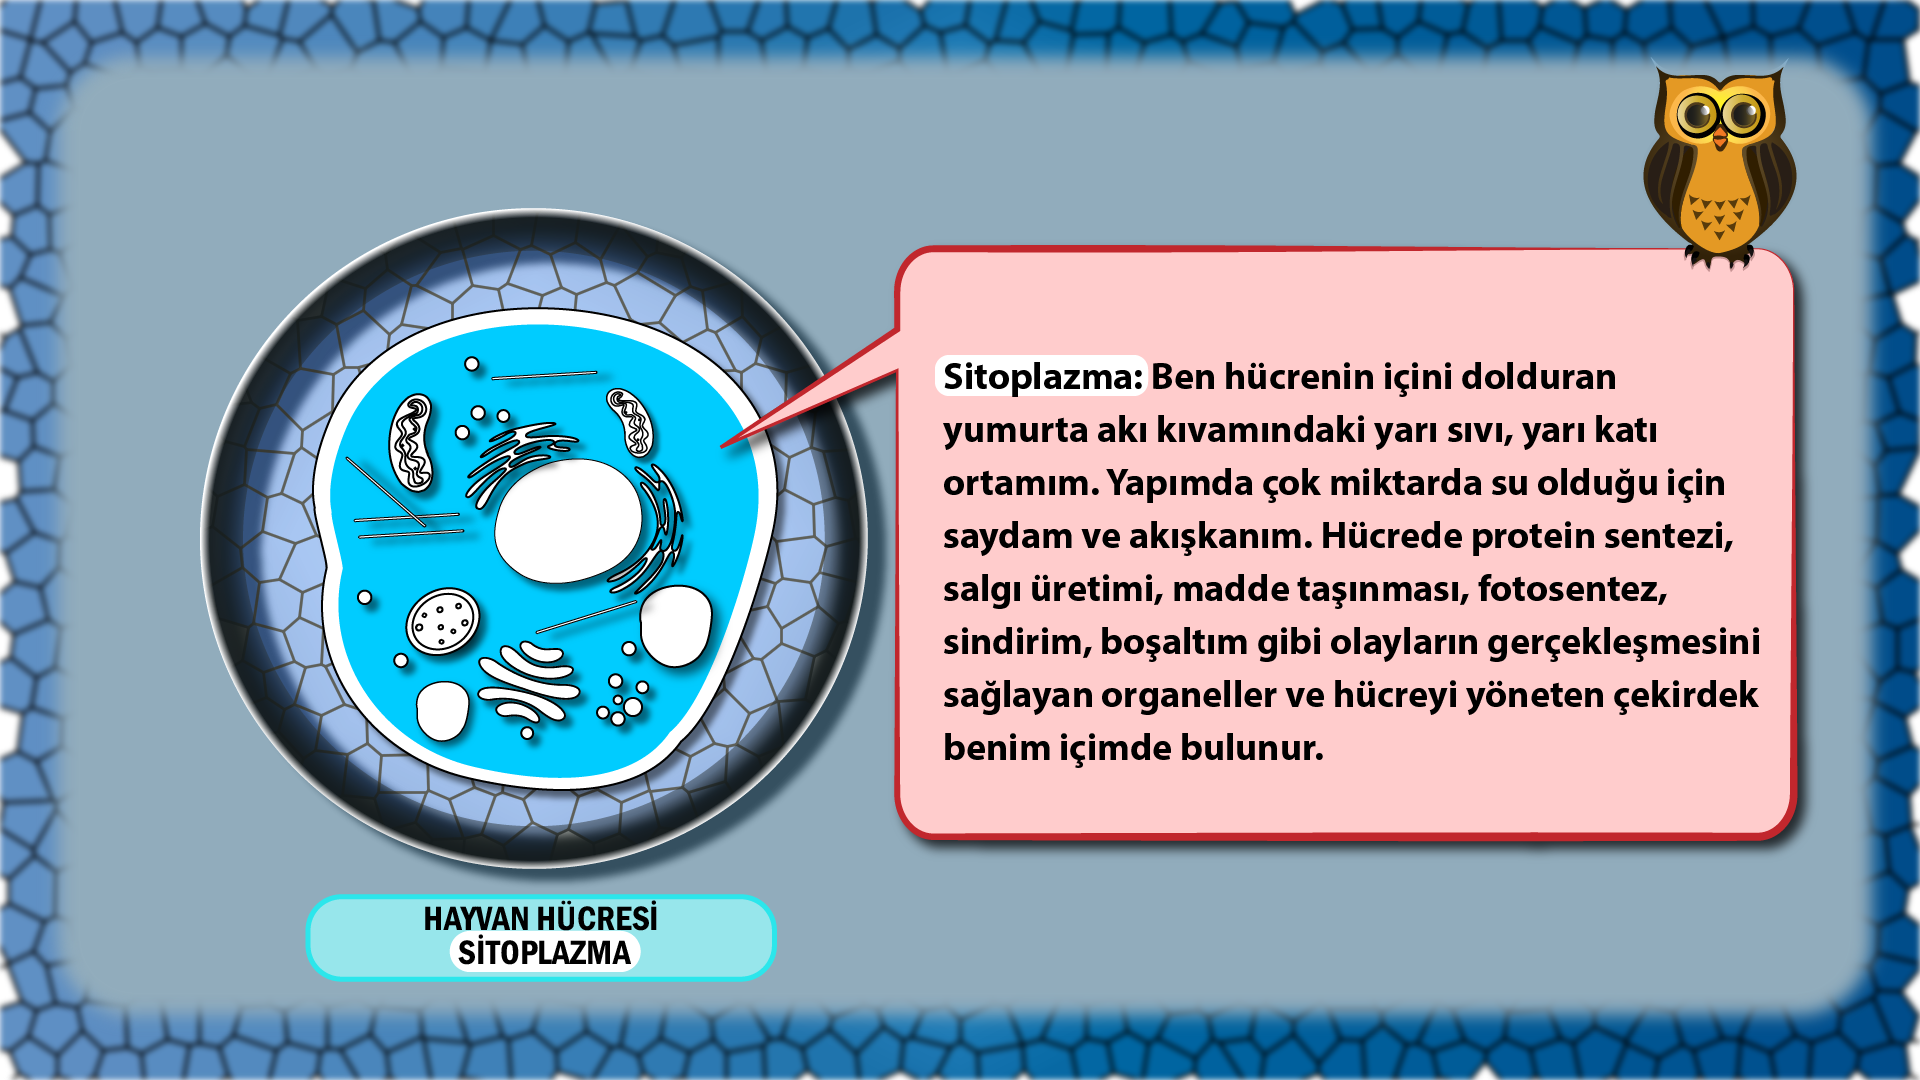 Sitoplazma: Ben hücrenin içini dolduran
yumurta akı kıvamındaki yarı sıvı, yarı katı
ortamım. Yapımda çok miktarda su olduğu için
saydam ve akışkanım. Hücrede protein sentezi,
salgı üretimi, madde taşınması, fotosentez,
sindirim, boşaltım gibi olayların gerçekleşmesini
sağlayan organeller ve hücreyi yöneten çekirdek
benim içimde bulunur.
HAYVAN HÜCRESİ
SİTOPLAZMA